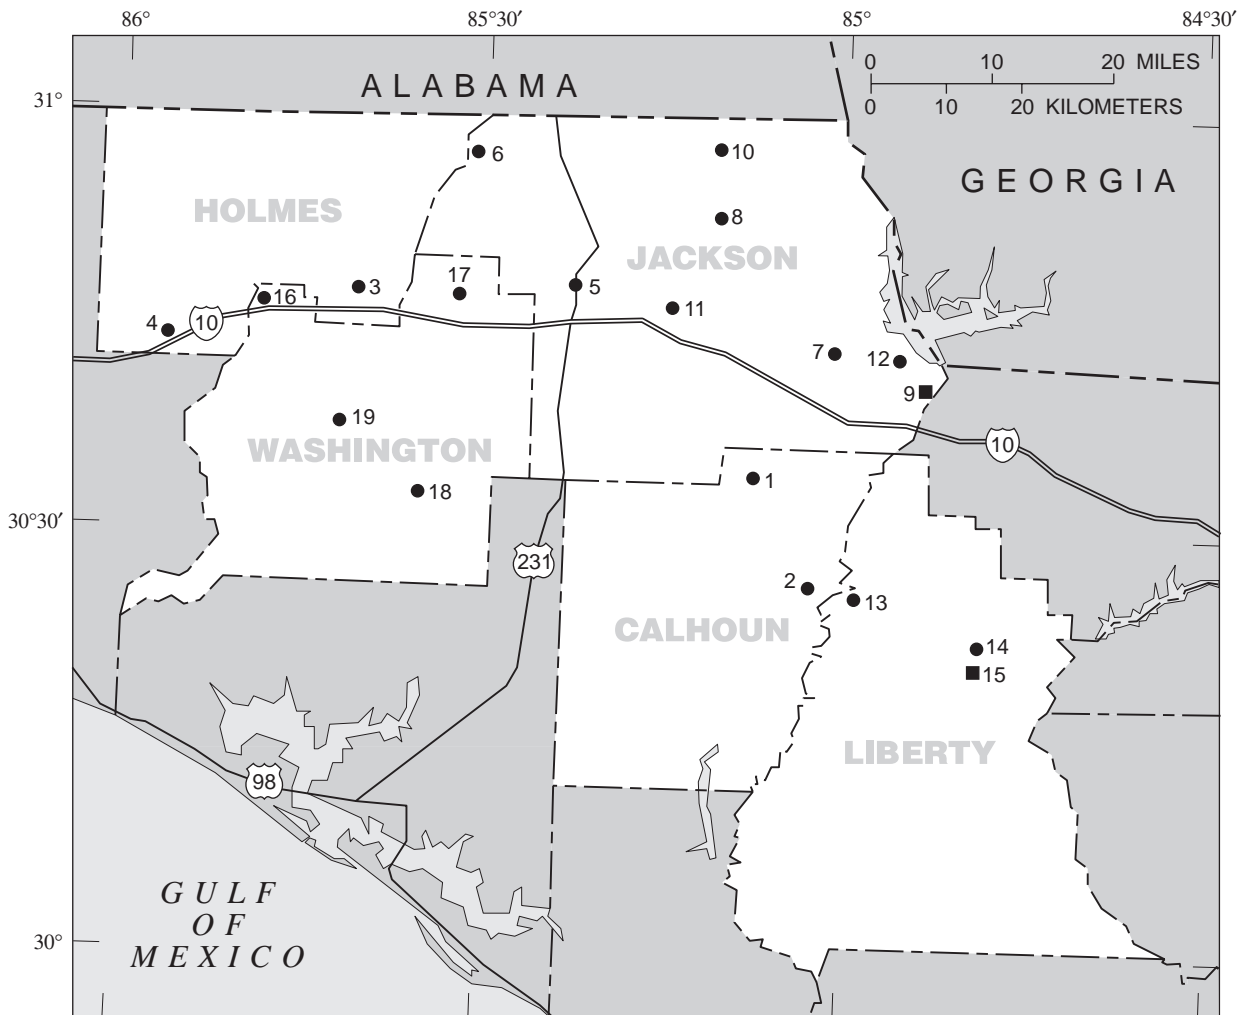 86°
85°30′
85°
84°30′
31°
ALABAMA
0 10 20 MILES
0 10 20 KILOMETERS
6
10
GEORGIA
HOLMES
8
JACKSON
17
3
5
16
11
10
4
7
12
9
19
WASHINGTON
10
1
18
30°30′
231
2
13
CALHOUN
14
15
LIBERTY
98
GULF
OF
MEXICO
30°